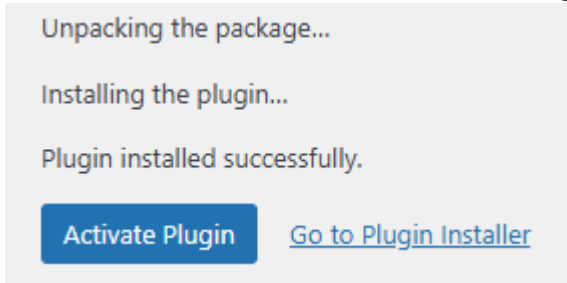 Unpacking the package...
Installing the plugin...
Plugin installed successfully.
Activate Plugin Go to Plugin Installer